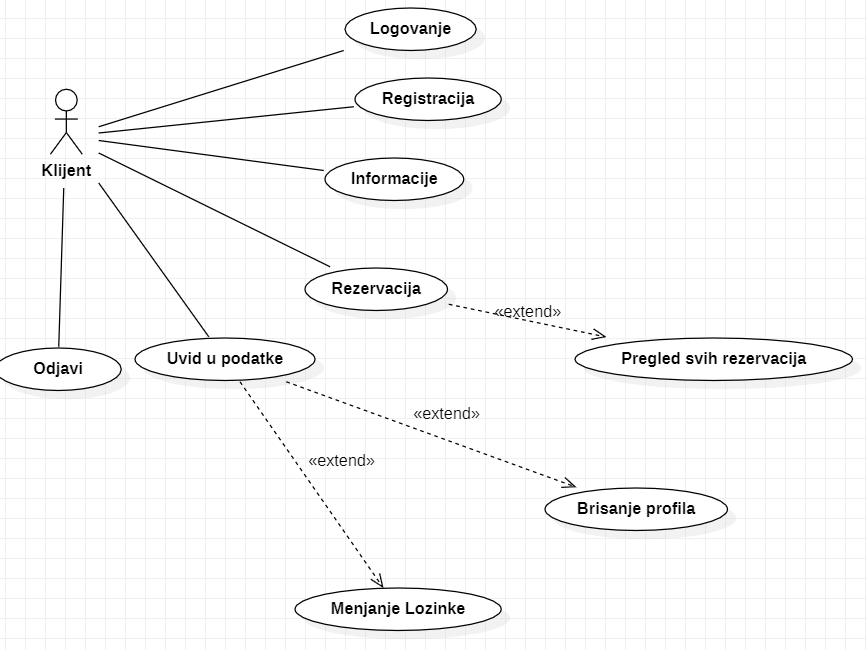 Logovanje
Registracija
Klijent
Informacije
Rezervacija
«extend»
Odjavi
Uvid u podatke
Pregled svih rezervacija
«extend»
«extend»
Brisanje profila
Menjanje Lozinke